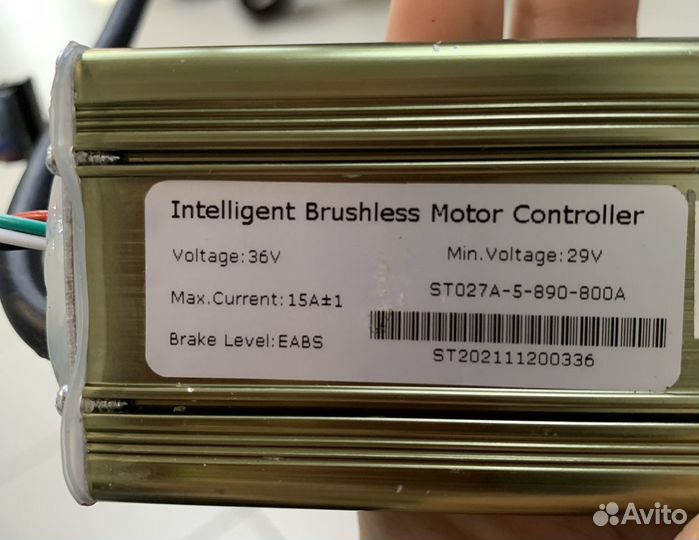 Intelligent Brushless Motor Controller
Voltage:36V
Min.Voltage:29V
Max.Current:15A±1
ST027A-5-890-800A
Brake Level:EABS
ST202111200336
Avito